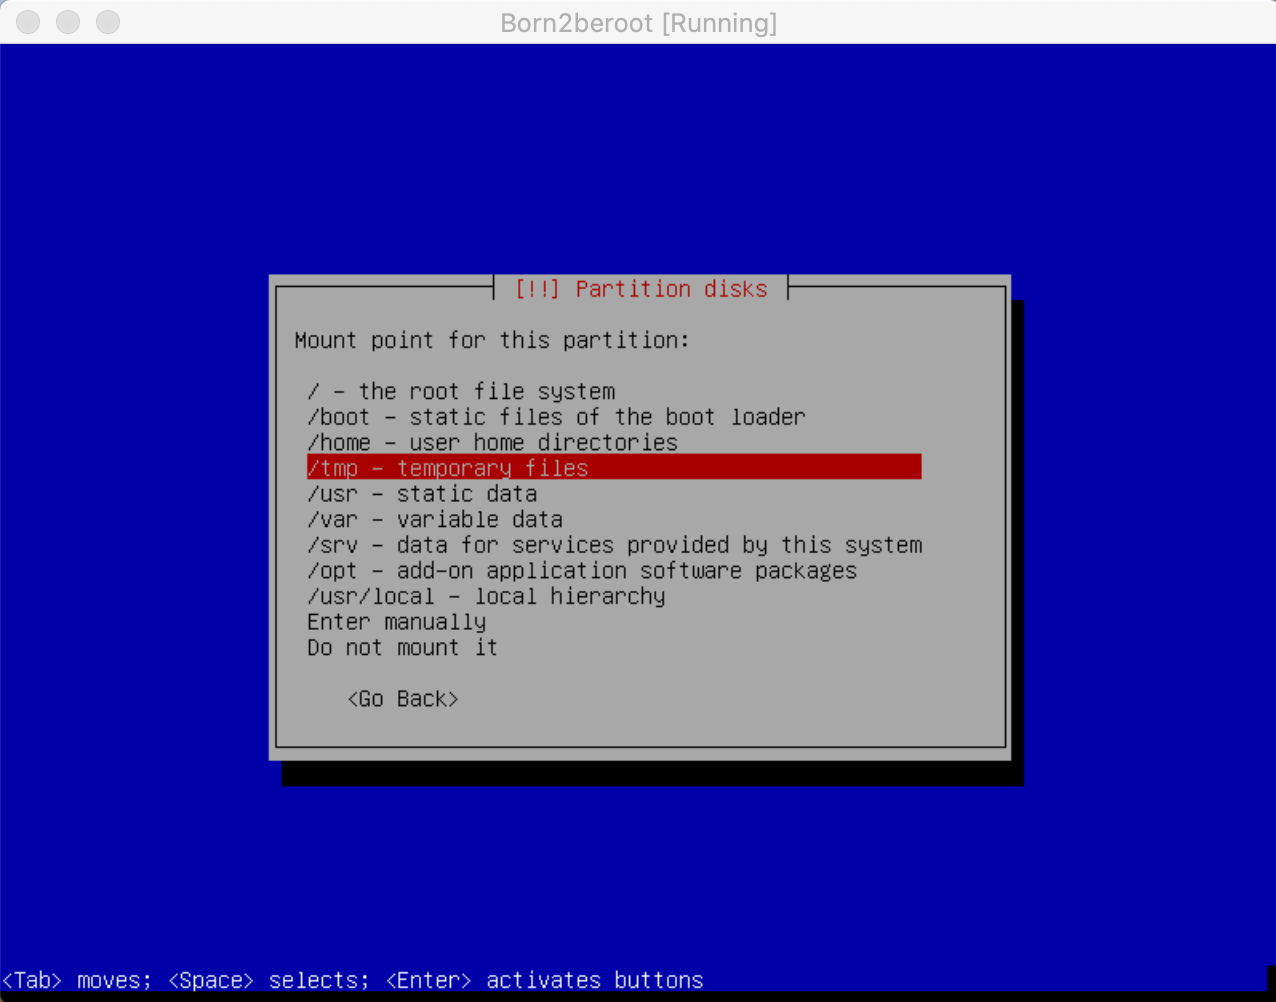 Born2beroot [Running]
[!!] Partition disks
Mount point for this partition:
/ - the root file system
/boot - static files of the boot loader
/home - user home directories
/tmp - temporary files
/usr - static data
/var - variable data
/srv - data for services provided by this system
/opt - add-on application software packages
/usr/local - local hierarchy
Enter manually
Do not mount it
<Go Back>
<Tab> moves; <Space> selects; <Enter> activates buttons